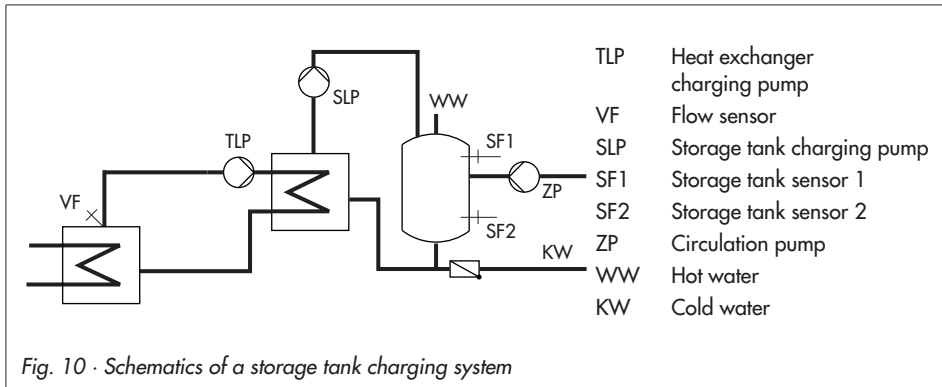 SLP
WW
TLP
SF1
ZP
VF
SF2
KW
TLP Heat exchanger
charging pump
VF Flow sensor
SLP Storage tank charging pump
SF1 Storage tank sensor 1
SF2 Storage tank sensor 2
ZP Circulation pump
WW Hot water
KW Cold water
Fig. 10 · Schematics of a storage tank charging system